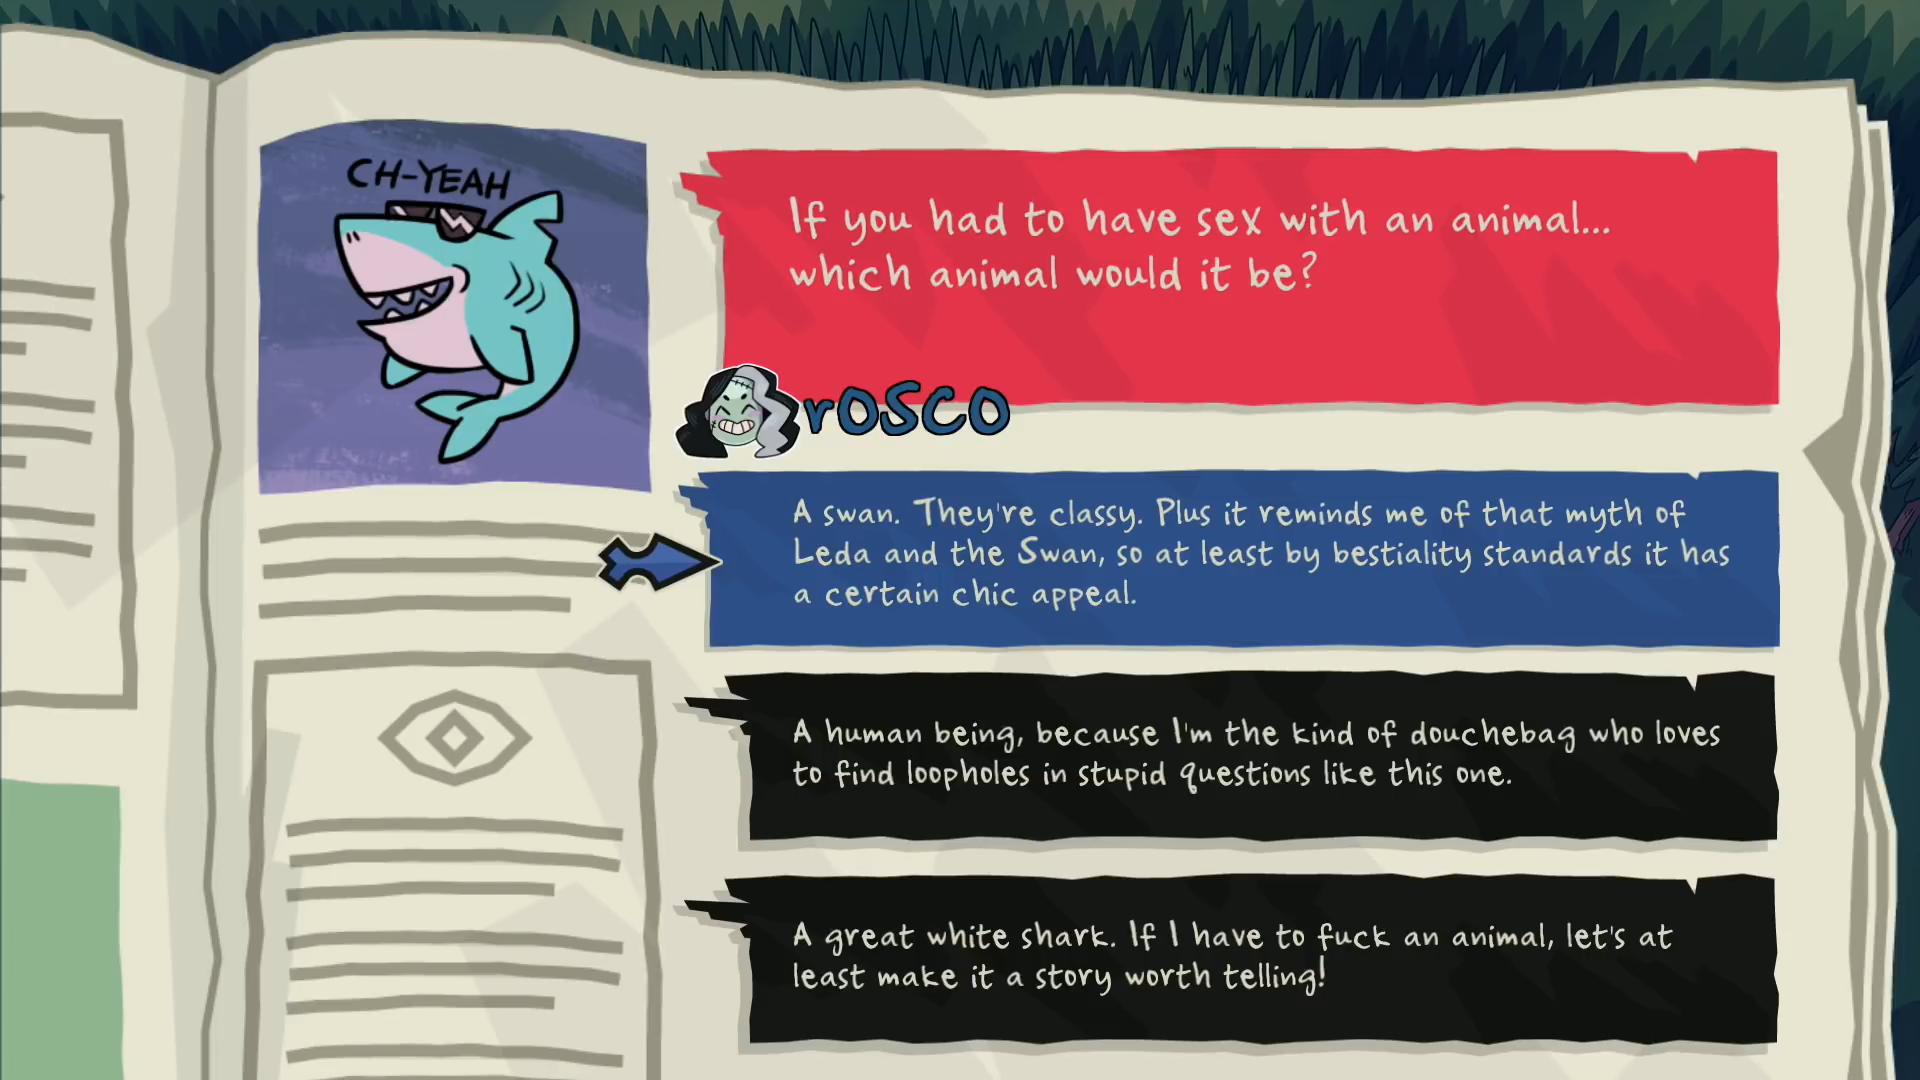 CH-YEAH
If you had to have sex with an animal...
which animal would it be?
rosco
A swan. They're classy. Plus it reminds me of that myth of
Leda and the Swan, so at least by bestiality standards it has
a certain chic appeal.
A human being, because I'm the kind of douchebag who loves
to find loopholes in stupid questions like this one.
A great white shark. If I have to fuck an animal, let's at
least make it a story worth telling!